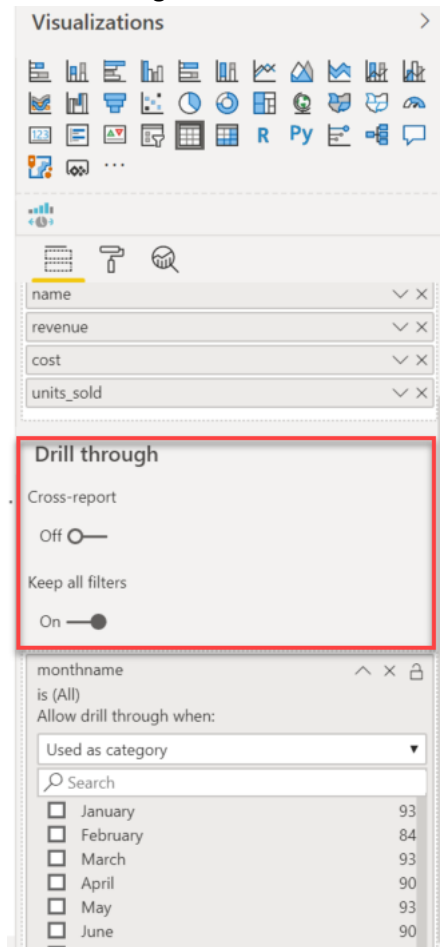 Visualizations
123
R
Py
name
revenue
cost
units_sold
Drill through
Cross-report
Off
Keep all filters
On
monthname
is (All)
Allow drill through when:
Used as category
Search
January 93
February 84
March 93
April 90
May 93
June 90